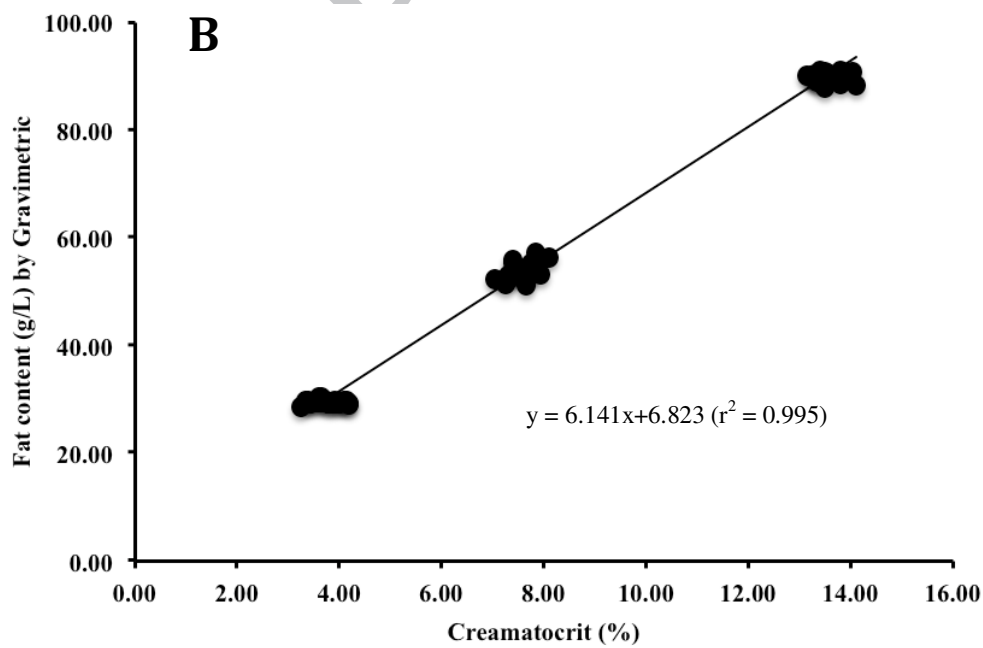 B
100.00
80.00
60.00
40.00
20.00
0.00
Fat content (g/L) by Gravimetric
y = 6.141x+6.823 (r² = 0.995)
0.00 2.00 4.00 6.00 8.00 10.00 12.00 14.00 16.00
Creamatocrit (%)